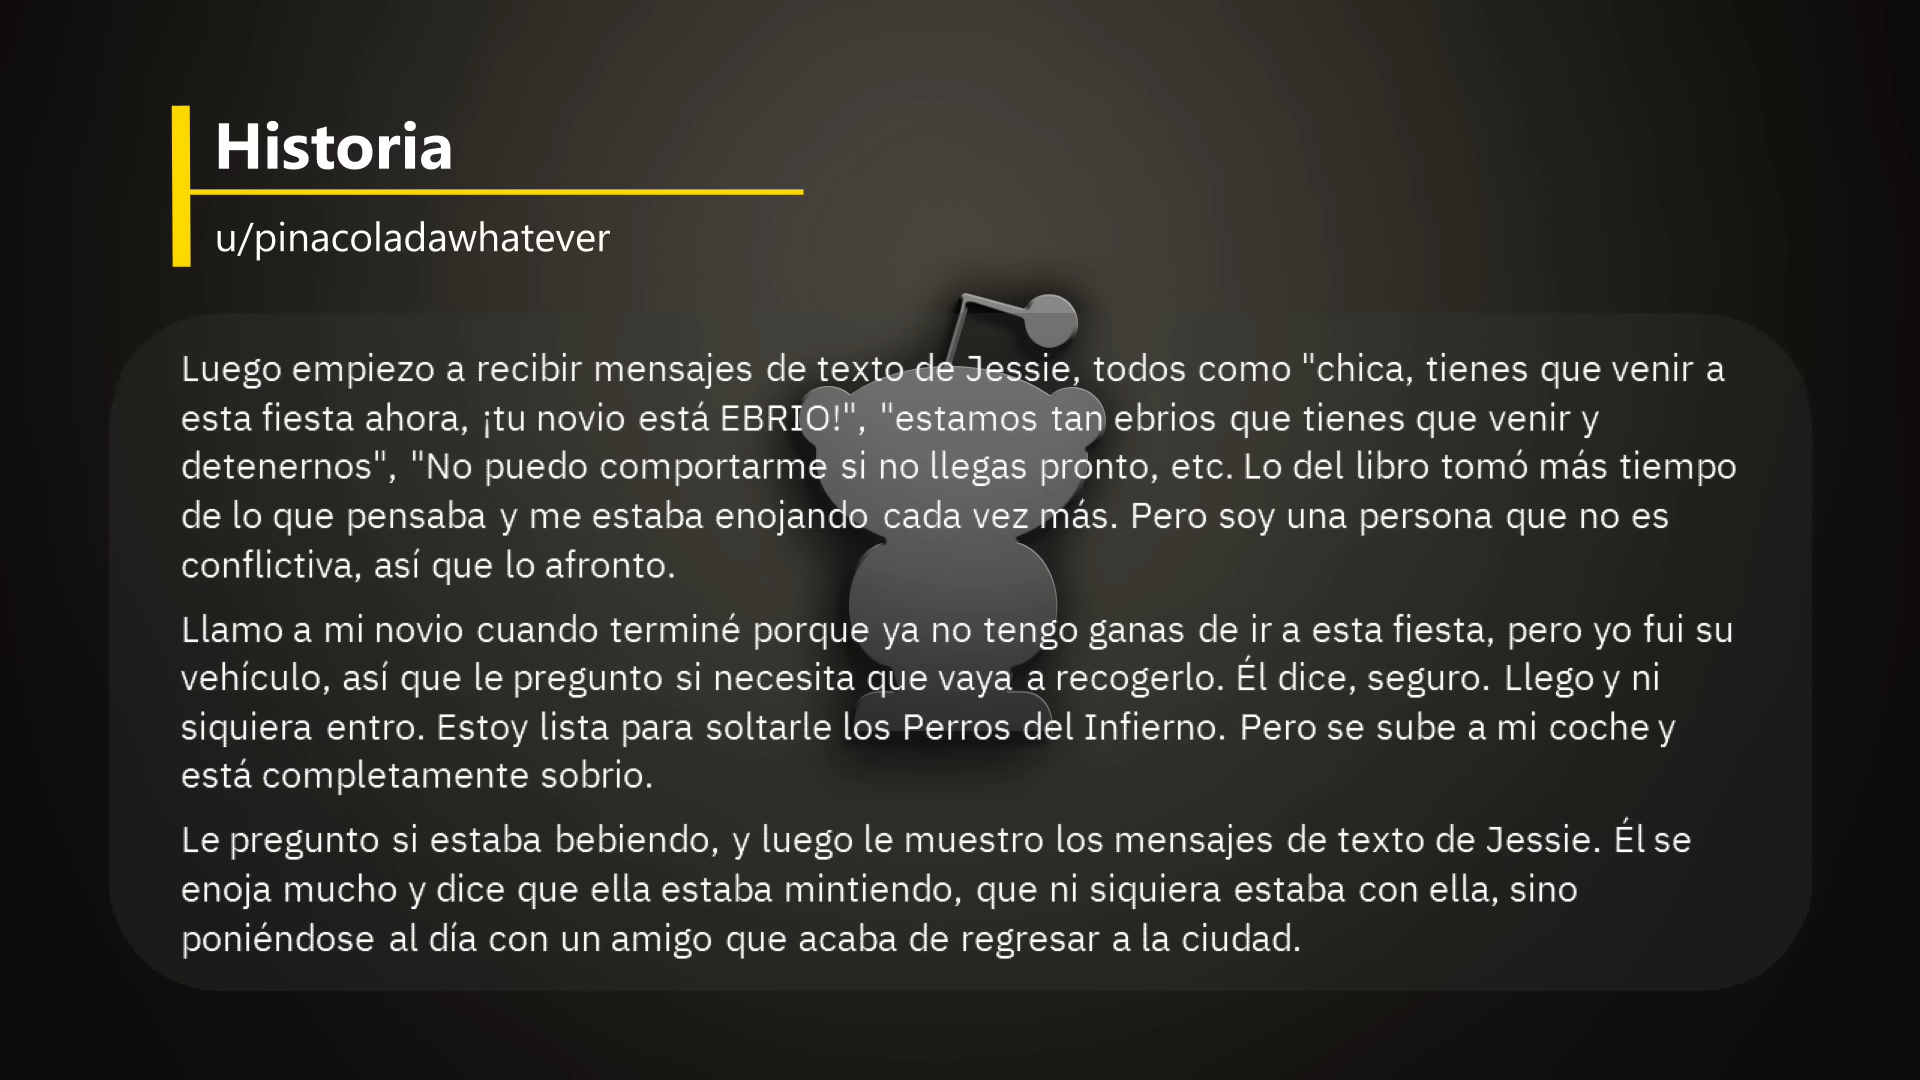 Historia
u/pinacoladawhatever
Luego empiezo a recibir mensajes de texto de Jessie, todos como "chica, tienes que venir a
esta fiesta ahora, ¡tu novio está EBRIO!", "estamos tan ebrios que tienes que venir y
detenernos", "No puedo comportarme si no llegas pronto, etc. Lo del libro tomó más tiempo
de lo que pensaba y me estaba enojando cada vez más. Pero soy una persona que no es
conflictiva, así que lo afronto.
Llamo a mi novio cuando terminé porque ya no tengo ganas de ir a esta fiesta, pero yo fui su
vehículo, así que le pregunto si necesita que vaya a recogerlo. Él dice, seguro. Llego y ni
siquiera entro. Estoy lista para soltarle los Perros del Infierno. Pero se sube a mi coche y
está completamente sobrio.
Le pregunto si estaba bebiendo, y luego le muestro los mensajes de texto de Jessie. Él se
enoja mucho y dice que ella estaba mintiendo, que ni siquiera estaba con ella, sino
poniéndose al día con un amigo que acaba de regresar a la ciudad.